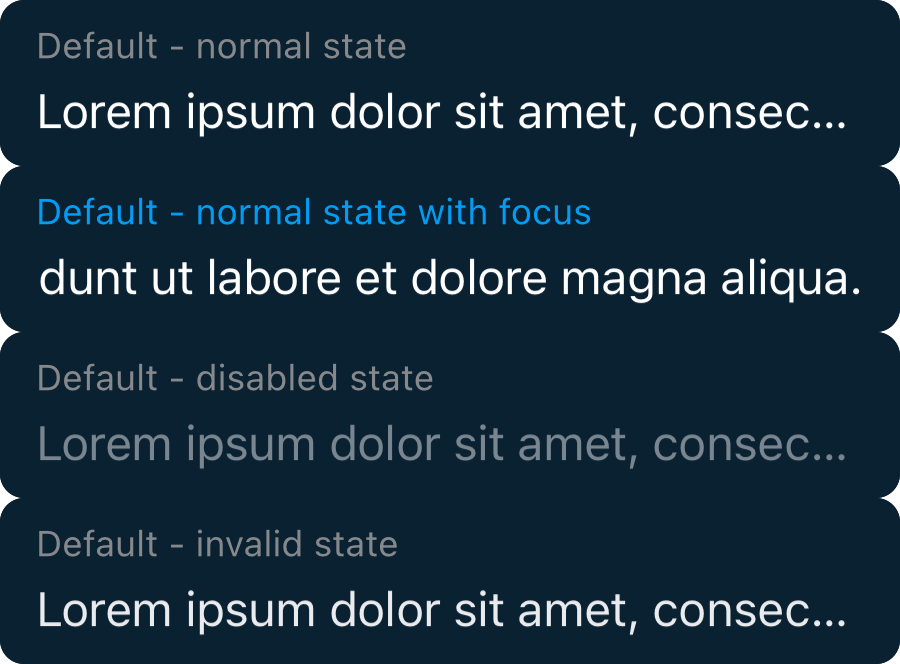 Default - normal state
Lorem ipsum dolor sit amet, consec...
Default - normal state with focus
dunt ut labore et dolore magna aliqua.
Default - disabled state
Lorem ipsum dolor sit amet, consec...
Default - invalid state
Lorem ipsum dolor sit amet, consec...